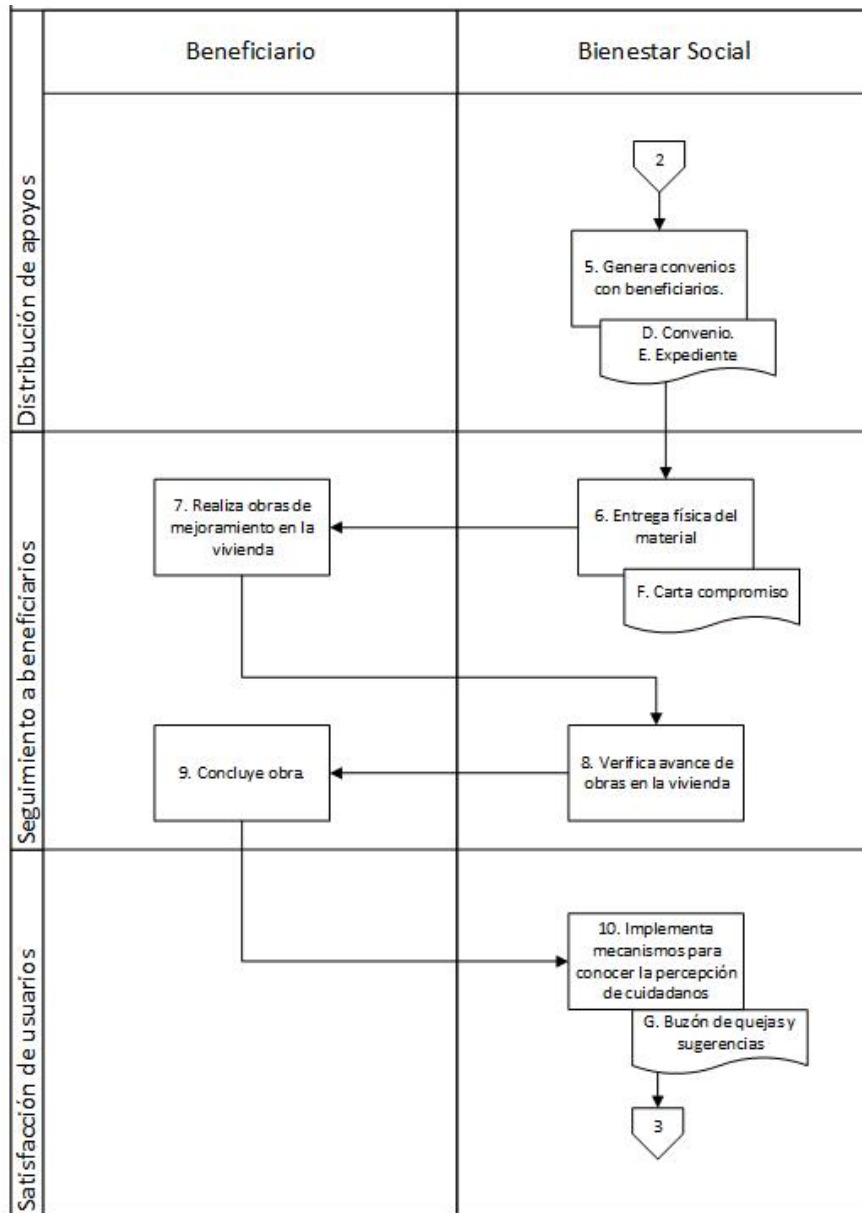 Beneficiario
Bienestar Social
Distribución de apoyos
2
5. Genera convenios
con beneficiarios.
D. Convenio.
E. Expediente
Seguimiento a beneficiarios
7. Realiza obras de
mejoramiento en la
vivienda
6. Entrega física del
material
F. Carta compromiso
9. Concluye obra.
8. Verifica avance de
obras en la vivienda
Satisfacción de usuarios
10. Implementa
mecanismos para
conocer la percepción
de cuidadanos
G. Buzón de quejas y
sugerencias
3